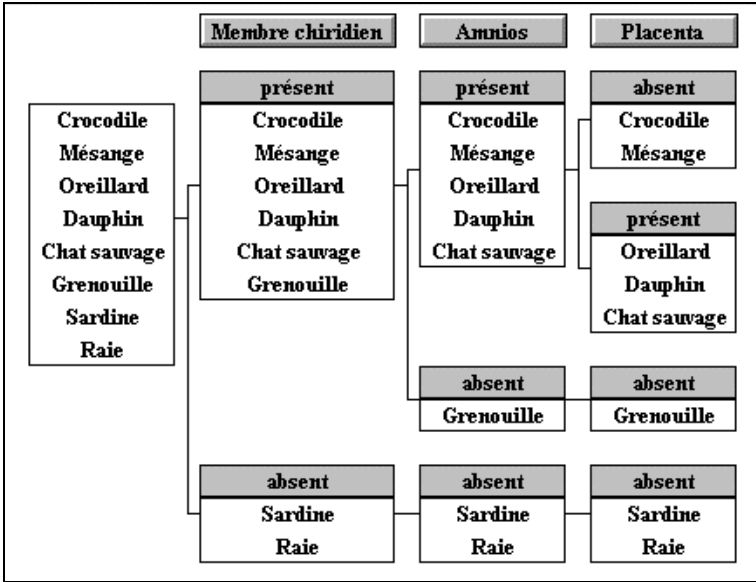 Membre chiridien
Amnios
Placenta
Crocodile
Mésange
Oreillard
Dauphin
Chat sauvage
Grenouille
Sardine
Raie
présent
Crocodile
Mésange
Oreillard
Dauphin
Chat sauvage
Grenouille
présent
Crocodile
Mésange
Oreillard
Dauphin
Chat sauvage
absent
Crocodile
Mésange
présent
Oreillard
Dauphin
Chat sauvage
absent
Grenouille
absent
Grenouille
absent
Sardine
Raie
absent
Sardine
Raie
absent
Sardine
Raie